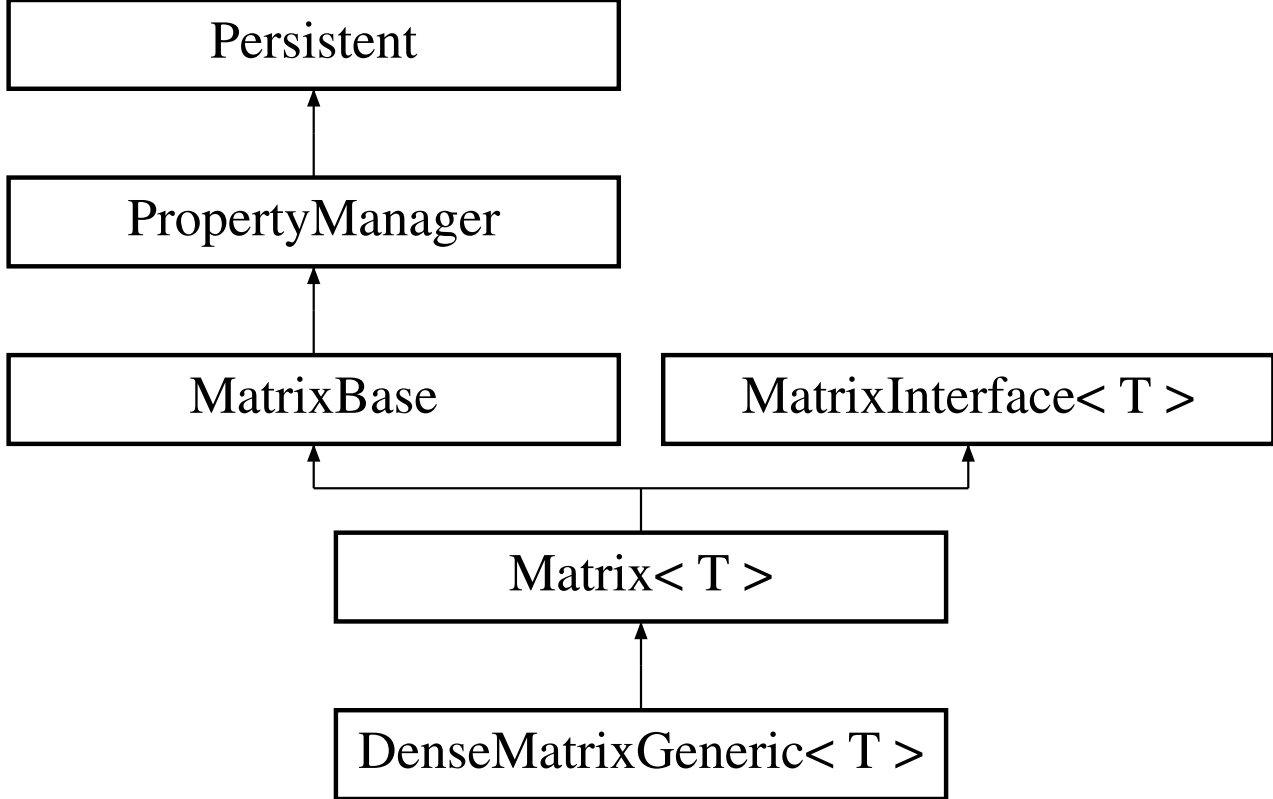 Persistent
PropertyManager
MatrixBase
MatrixInterface< T >
Matrix< T >
DenseMatrixGeneric< T >